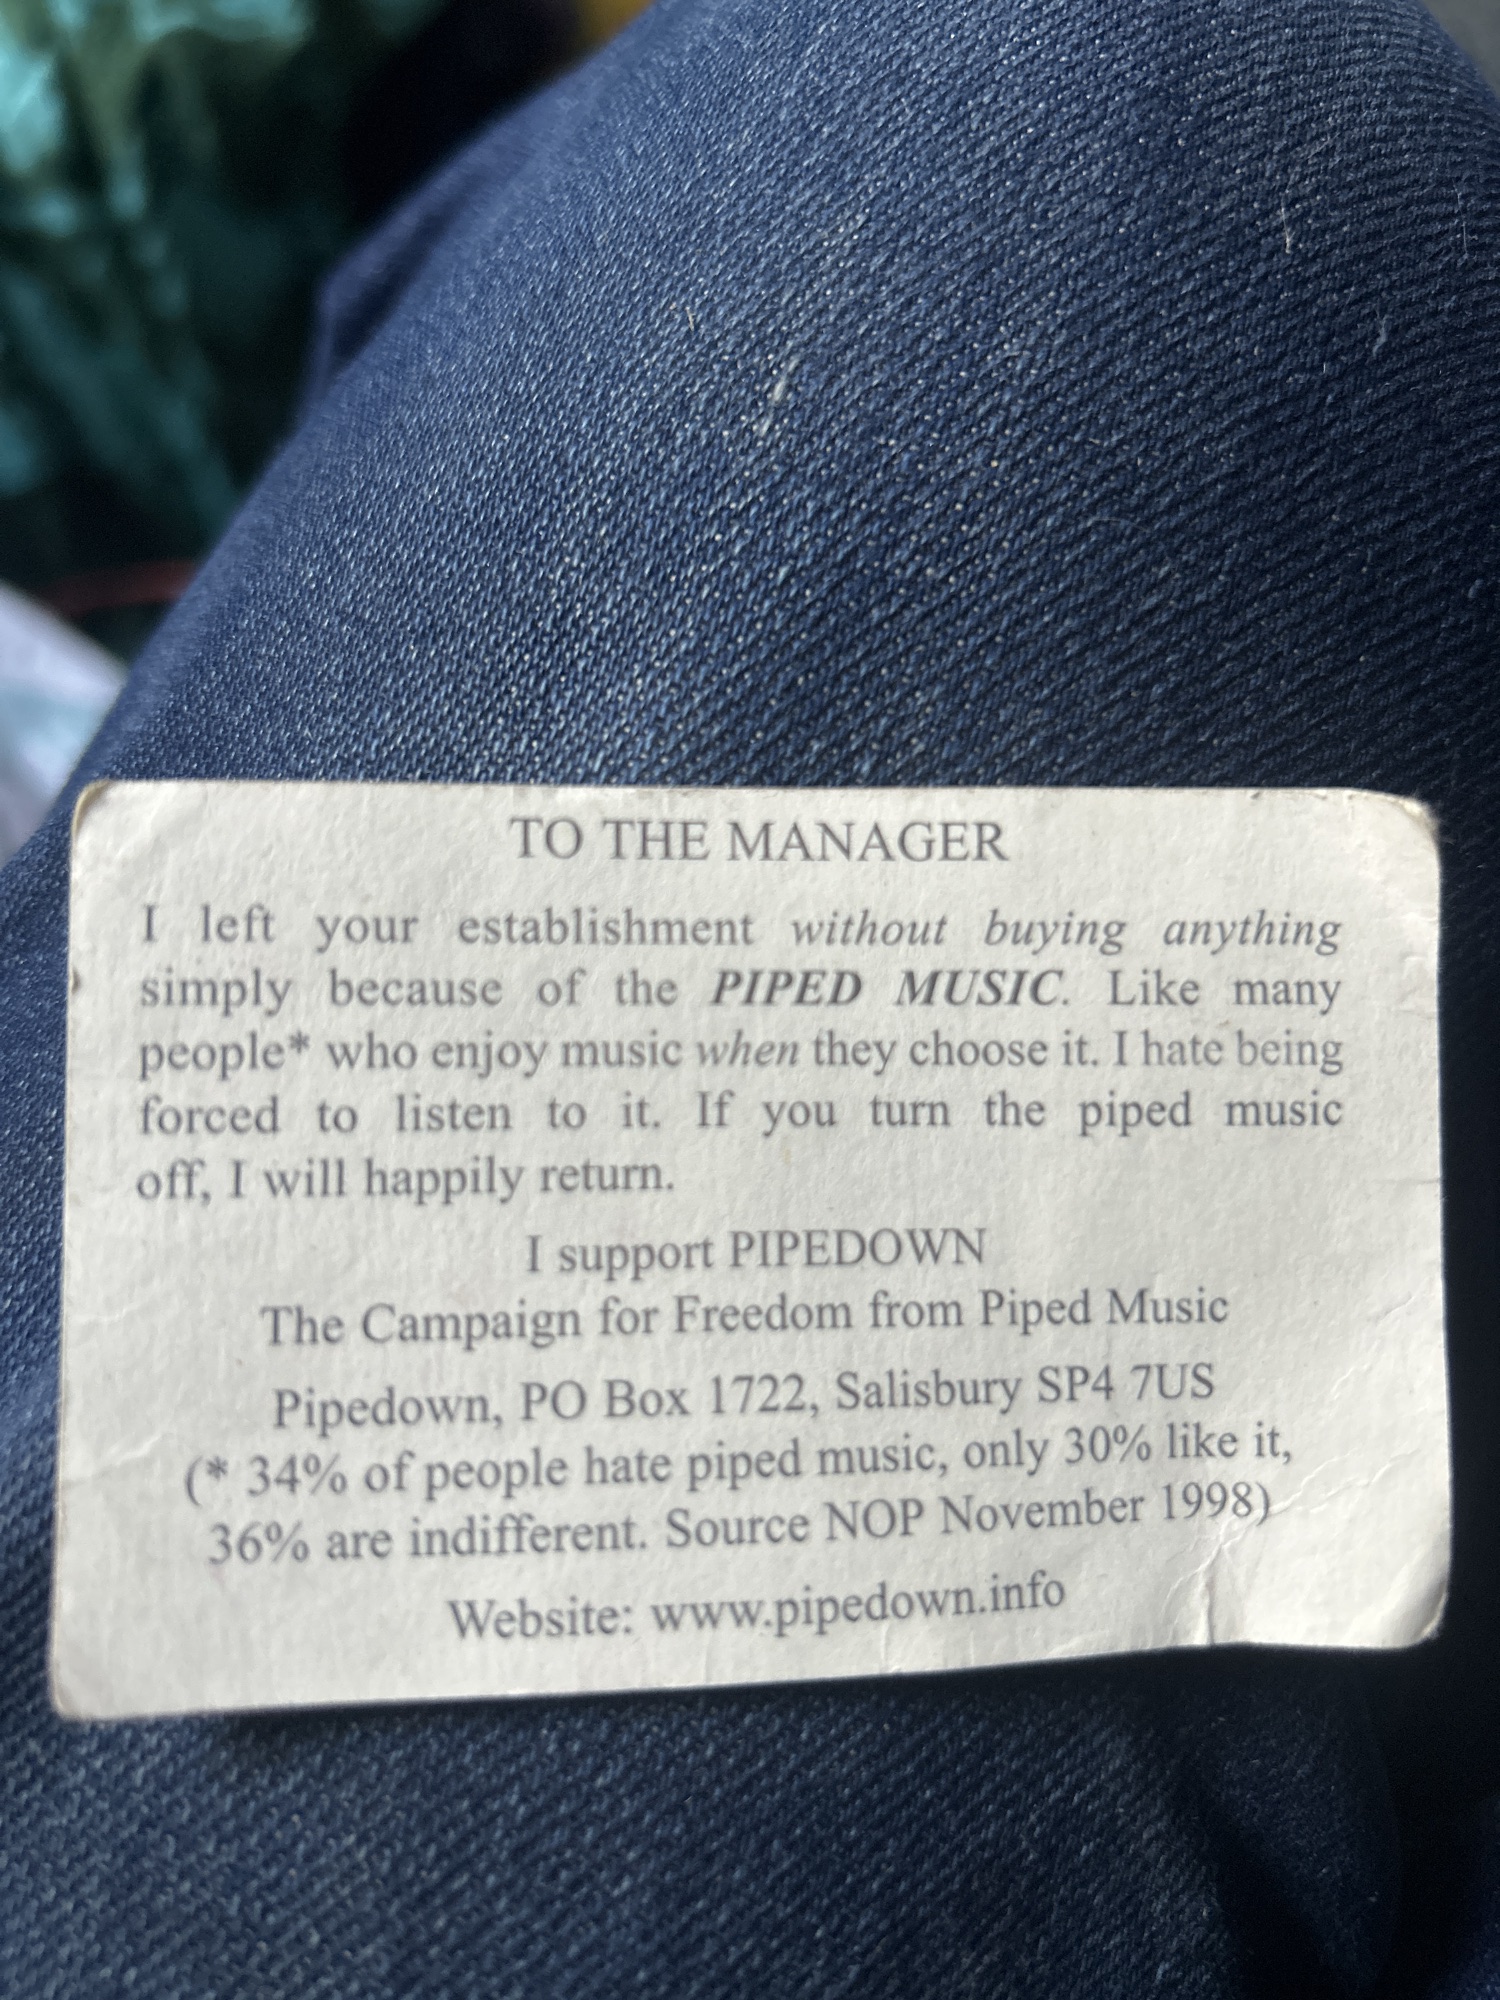 TO THE MANAGER
I left your establishment without buying anything
simply because of the PIPED MUSIC. Like many
people* who enjoy music when they choose it. I hate being
forced to listen to it. If you turn the piped music
off, I will happily return.
I support PIPEDOWN
The Campaign for Freedom from Piped Music
Pipedown, PO Box 1722, Salisbury SP4 7US
(* 34% of people hate piped music, only 30% like it,
36% are indifferent. Source NOP November 1998)
Website: www.pipedown.info